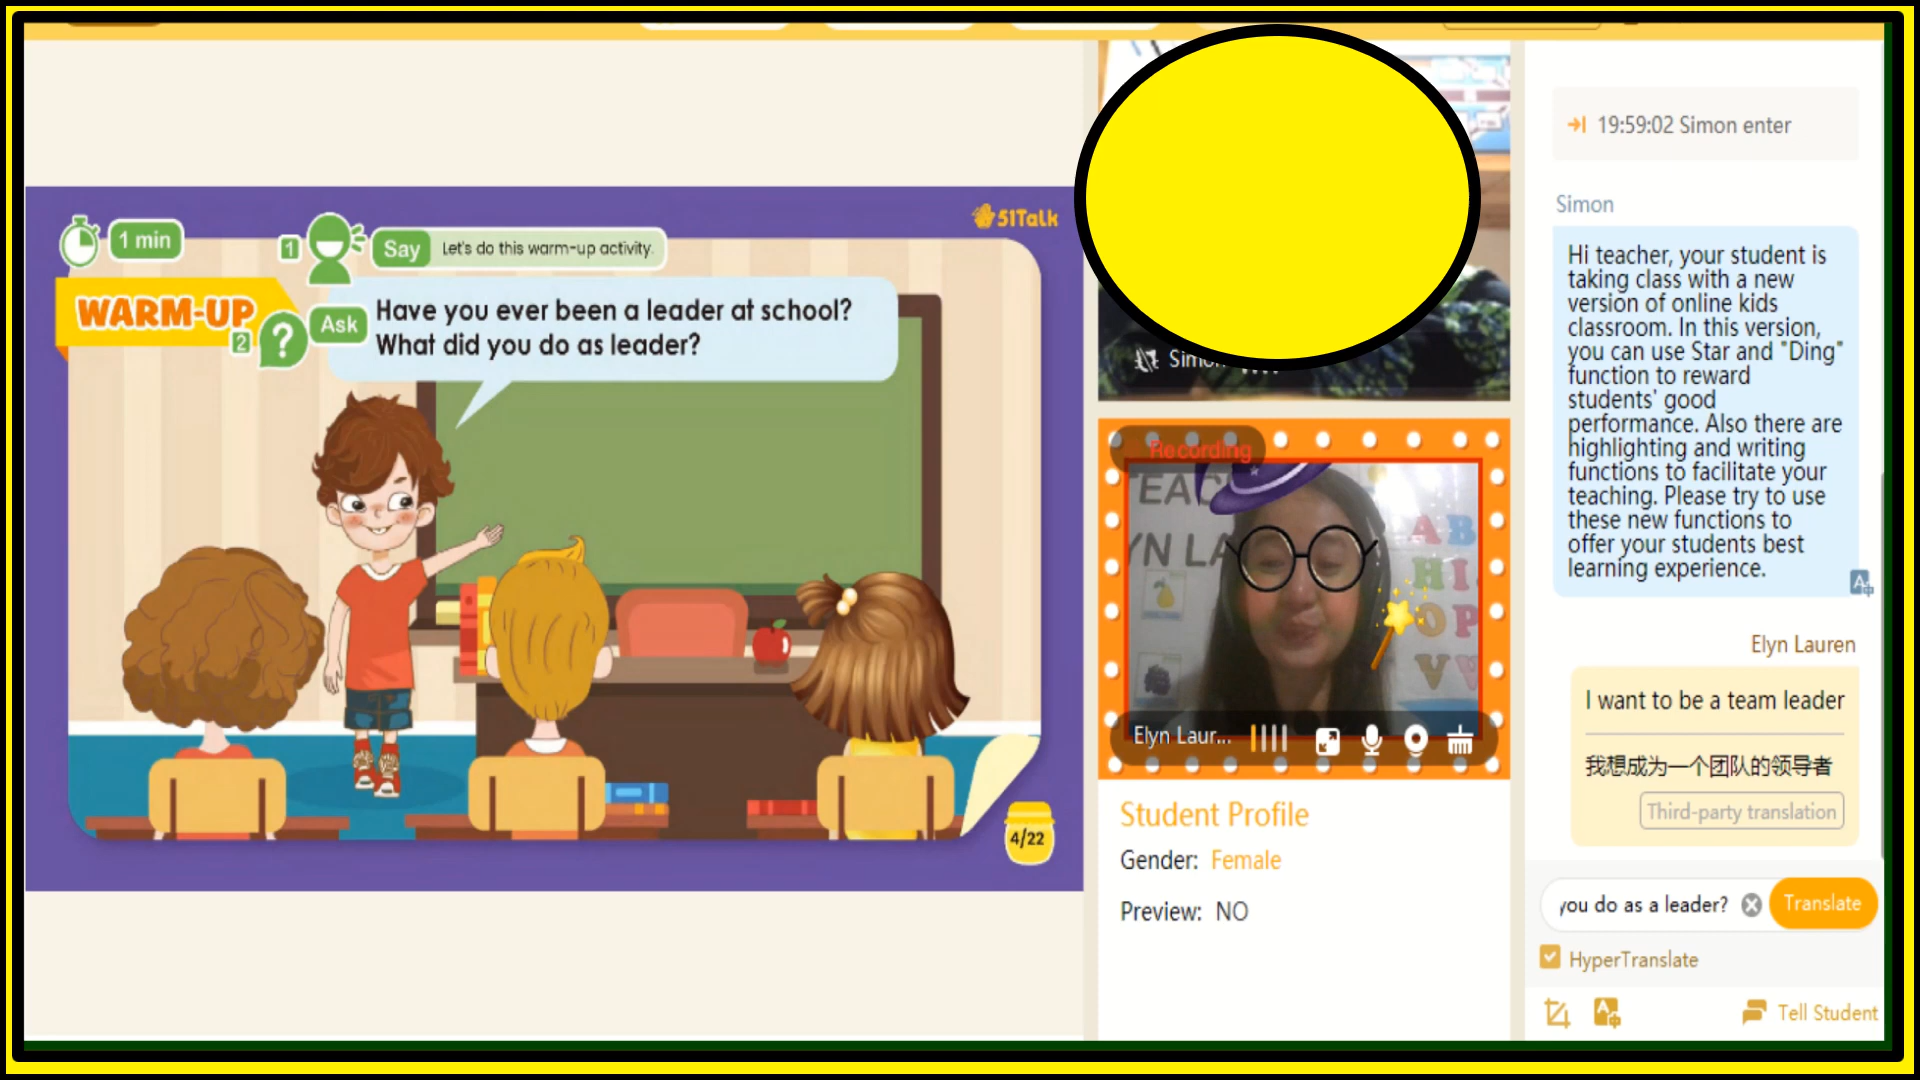 51Talk
1 min
1
Say
Let's do this warm-up activity.
WARM-UP
2
?
Ask
Have you ever been a leader at school?
What did you do as leader?
4/22
Recording
TEAC
YN LA
A B
H I
O P
V W
Elyn Laur...
Student Profile
Gender: Female
Preview: NO
19:59:02 Simon enter
Simon
Hi teacher, your student is
taking class with a new
version of online kids
classroom. In this version,
you can use Star and "Ding"
function to reward
students' good
performance. Also there are
highlighting and writing
functions to facilitate your
teaching. Please try to use
these new functions to
offer your students best
learning experience.
Elyn Lauren
I want to be a team leader
我想成为一个团队的领导者
Third-party translation
you do as a leader?
Translate
HyperTranslate
Tell Student